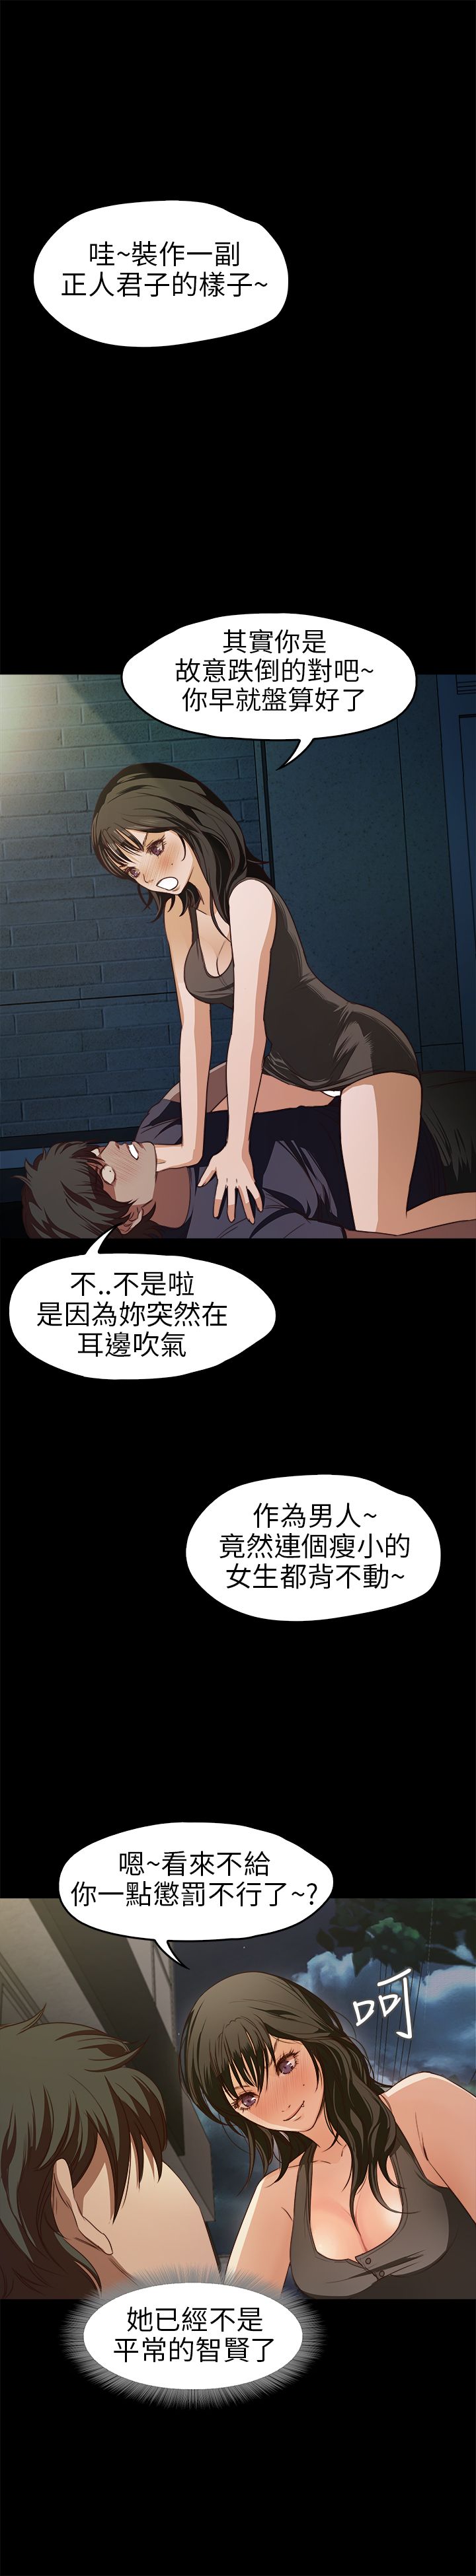 哇~裝作一副
正人君子的樣子~
其實你是
故意跌倒的對吧~
你早就盤算好了
不..不是啦
是因為妳突然在
耳邊吹氣
作為男人~
竟然連個瘦小的
女生都背不動~
嗯~看來不給
你一點懲罰不行了~?
呵
她已經不是
平常的智賢了